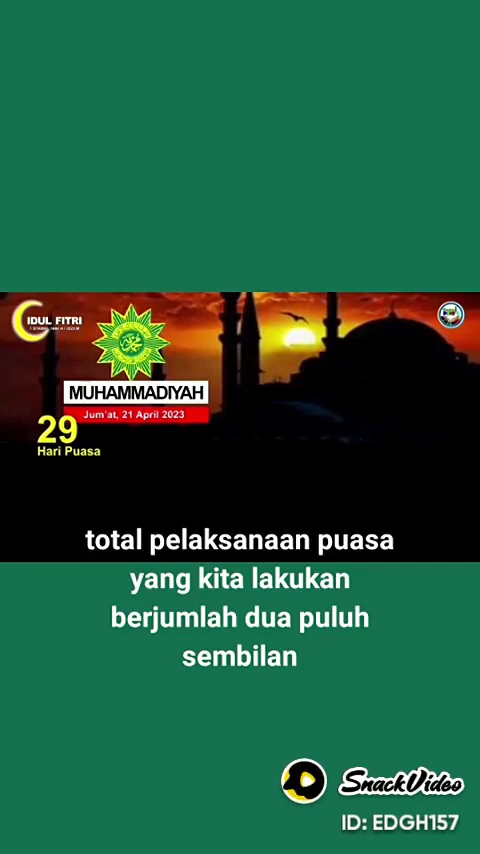 IDUL FITRI
MUHAMMADIYAH
Jum'at, 21 April 2023
29
Hari Puasa
total pelaksanaan puasa
yang kita lakukan
berjumlah dua puluh
sembilan
SnackVideo
ID: EDGH157